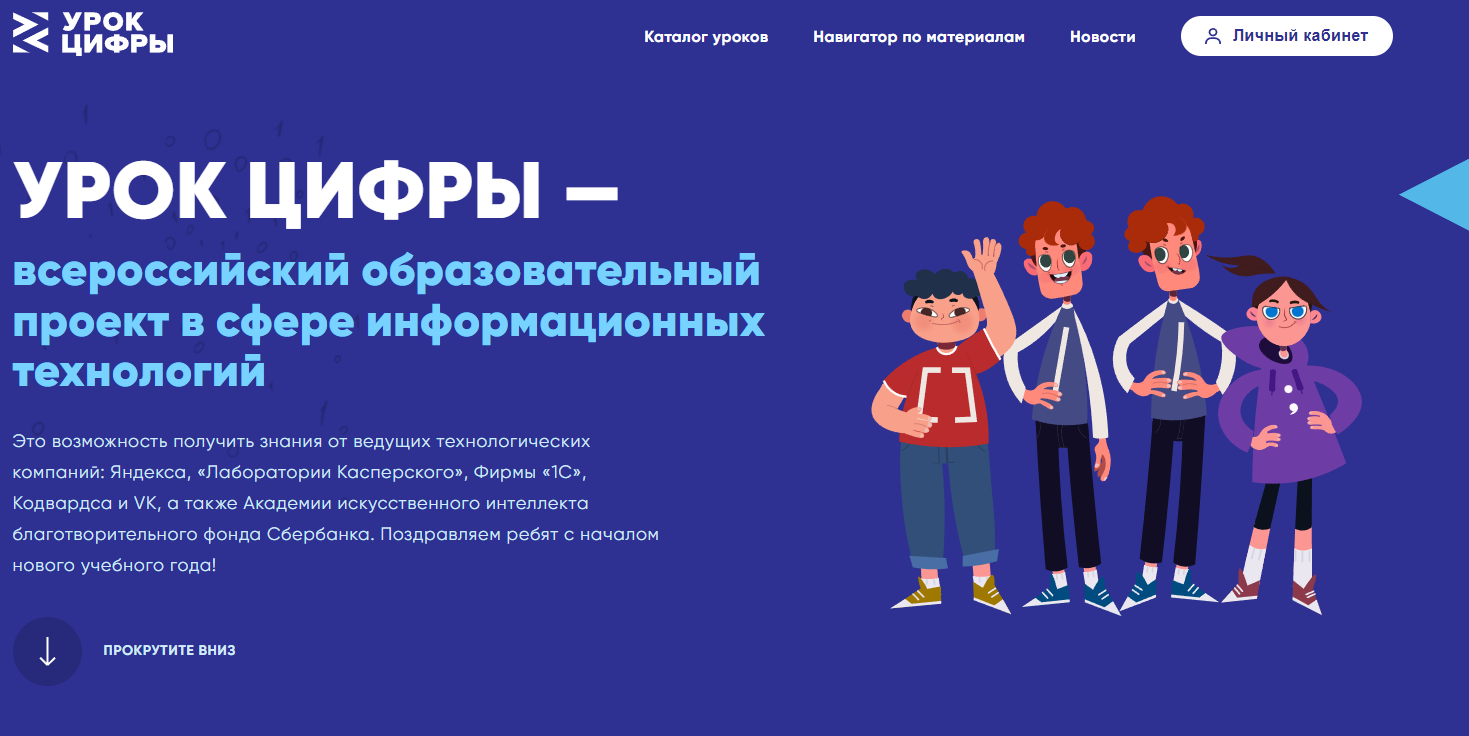 УРОК
ЦИФРЫ
Каталог уроков
Навигатор по материалам
Новости
Личный кабинет
УРОК ЦИФРЫ —
всероссийский образовательный
проект в сфере информационных
технологий
Это возможность получить знания от ведущих технологических
компаний: Яндекса, «Лаборатории Касперского», Фирмы «1С»,
Кодвардса и VK, а также Академии искусственного интеллекта
благотворительного фонда Сбербанка. Поздравляем ребят с началом
нового учебного года!
ПРОКРУТИТЕ ВНИЗ